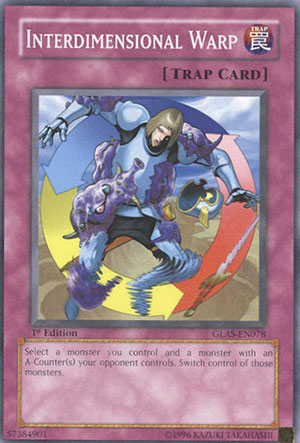 INTERDIMENSIONAL WARP
TRAP
罠
[TRAP CARD]
1st Edition
GLAS-EN078
Select a monster you control and a monster with an
A-Counter(s) your opponent controls. Switch control of those
monsters.
57384901
©1996 KAZUKI TAKAHASHI